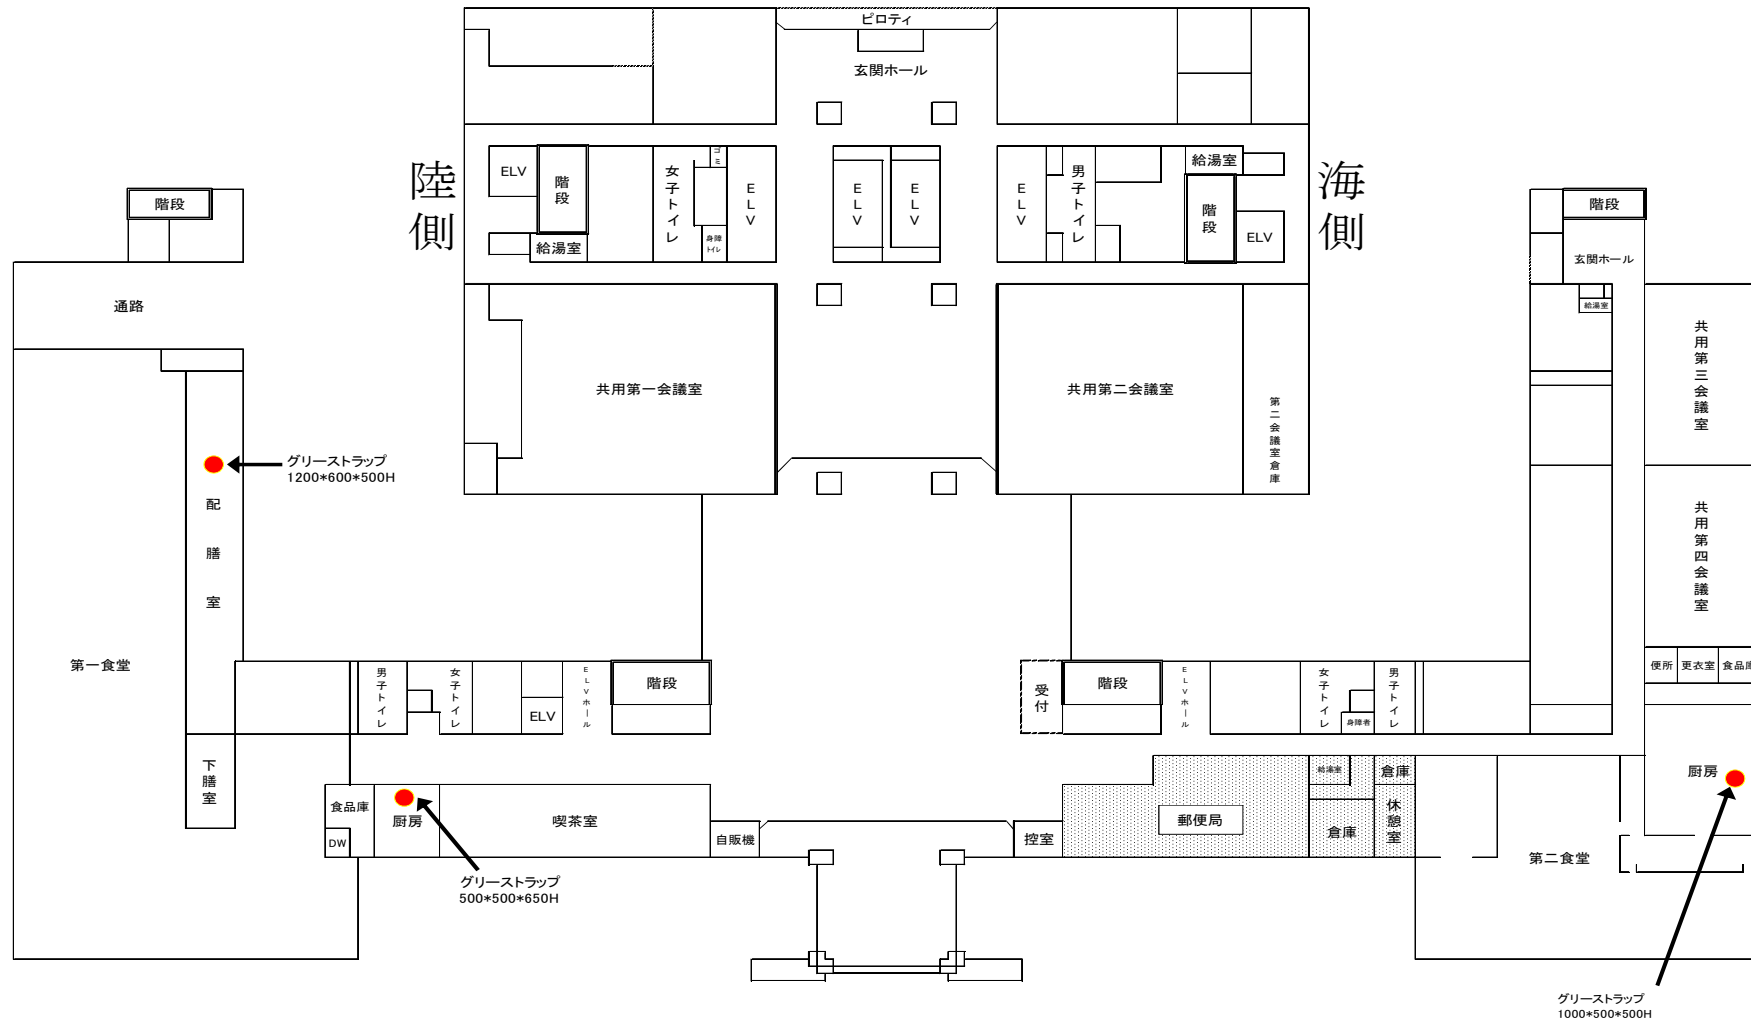 ピロティ
玄関ホール
陸側
海側
ELV
階段
給湯室
女子トイレ
ゴミ
身障
トイレ
ELV
ELV
ELV
ELV
男子トイレ
給湯室
階段
ELV
階段
通路
階段
玄関ホール
給湯室
共用第一会議室
共用第二会議室
第二会議室倉庫
共用第三会議室
共用第四会議室
グリーストラップ
1200*600*500H
配膳室
第一食堂
下膳室
男子トイレ
女子トイレ
ELV
ELVホール
階段
受付
階段
ELVホール
女子トイレ
身障者
男子トイレ
便所
更衣室
食品庫
食品庫
DW
厨房
喫茶室
自販機
控室
郵便局
給湯室
倉庫
倉庫
休憩室
厨房
第二食堂
グリーストラップ
500*500*650H
グリーストラップ
1000*500*500H